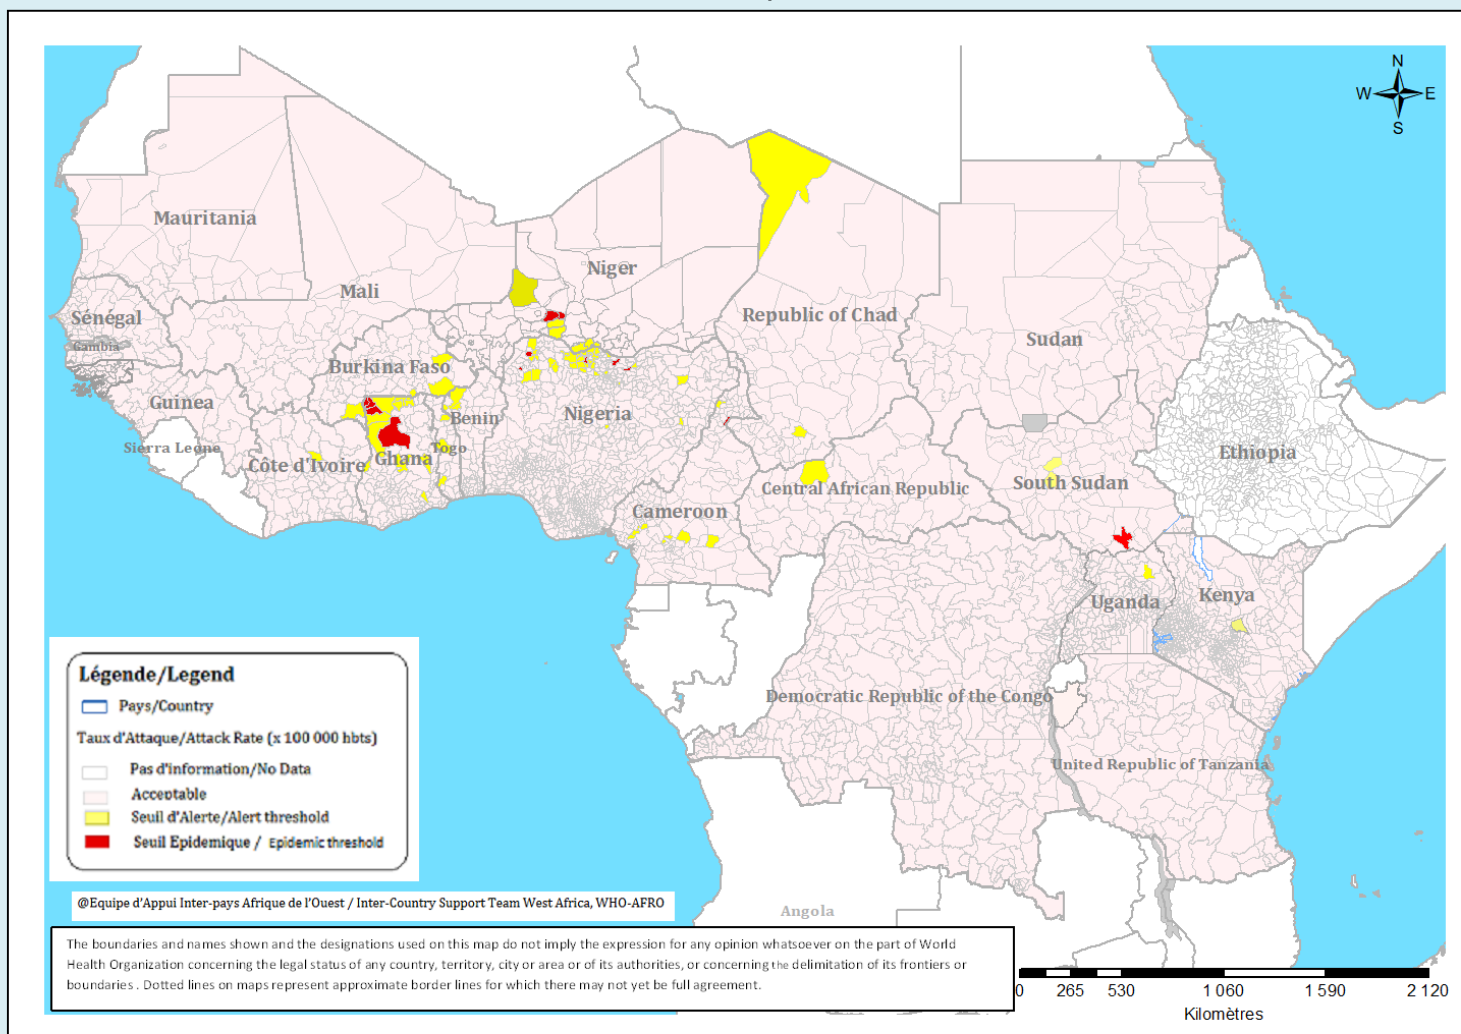 N
W E
S
Mauritania
Niger
Mali
Republic of Chad
Sénégal
Gambia
Sudan
Burkina Faso
Guinea
Benin
Nigeria
Sierra Leone
Togo
Côte d'Ivoire
Ghana
Ethiopia
South Sudan
Central African Republic
Cameroon
Uganda
Kenya
Democratic Republic of the Congo
United Republic of Tanzania
Angola
Légende/Legend
Pays/Country
Taux d'Attaque/Attack Rate (x 100 000 hbts)
Pas d'information/No Data
Acceptable
Seuil d'Alerte/Alert threshold
Seuil Epidemique / Epidemic threshold
@Equipe d'Appui Inter-pays Afrique de l'Ouest / Inter-Country Support Team West Africa, WHO-AFRO
The boundaries and names shown and the designations used on this map do not imply the expression for any opinion whatsoever on the part of World
Health Organization concerning the legal status of any country, territory, city or area or of its authorities, or concerning the delimitation of its frontiers or
boundaries . Dotted lines on maps represent approximate border lines for which there may not yet be full agreement.
0 265 530 1 060 1 590 2 120
Kilomètres